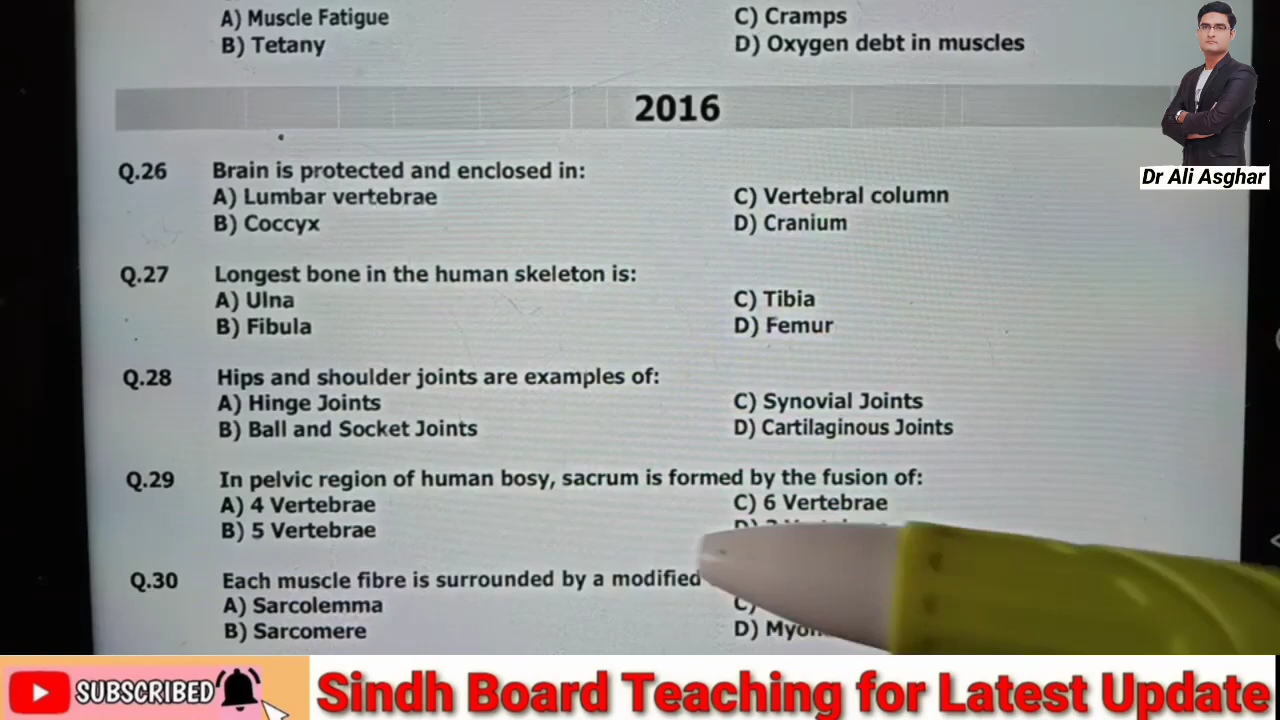 A) Muscle Fatigue
C) Cramps
B) Tetany
D) Oxygen debt in muscles
2016
Dr Ali Asghar
Q.26 Brain is protected and enclosed in:
A) Lumbar vertebrae
C) Vertebral column
B) Coccyx
D) Cranium
Q.27 Longest bone in the human skeleton is:
A) Ulna
C) Tibia
B) Fibula
D) Femur
Q.28 Hips and shoulder joints are examples of:
A) Hinge Joints
C) Synovial Joints
B) Ball and Socket Joints
D) Cartilaginous Joints
Q.29 In pelvic region of human bosy, sacrum is formed by the fusion of:
A) 4 Vertebrae
C) 6 Vertebrae
B) 5 Vertebrae
D)
Q.30 Each muscle fibre is surrounded by a modified
A) Sarcolemma
C)
B) Sarcomere
D)
SUBSCRIBED
Sindh Board Teaching for Latest Update